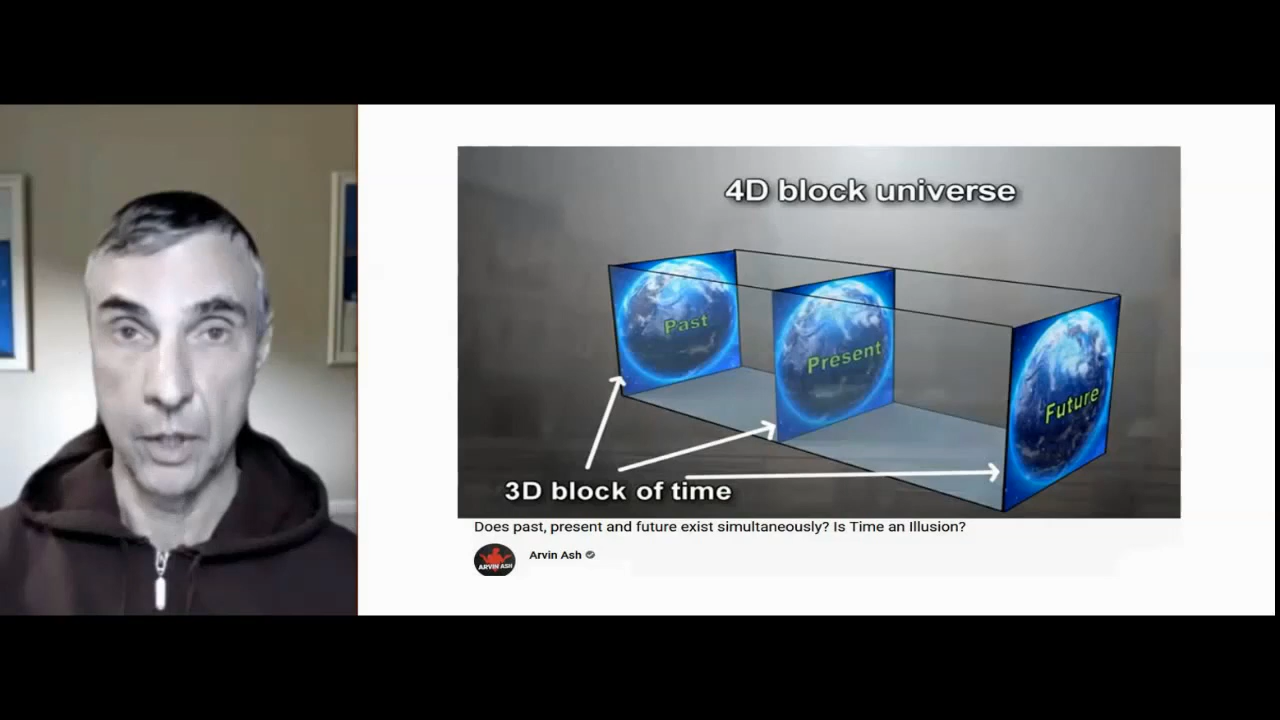 4D block universe
Past
Present
Future
3D block of time
Does past, present and future exist simultaneously? Is Time an Illusion?
ARVIN ASH
Arvin Ash